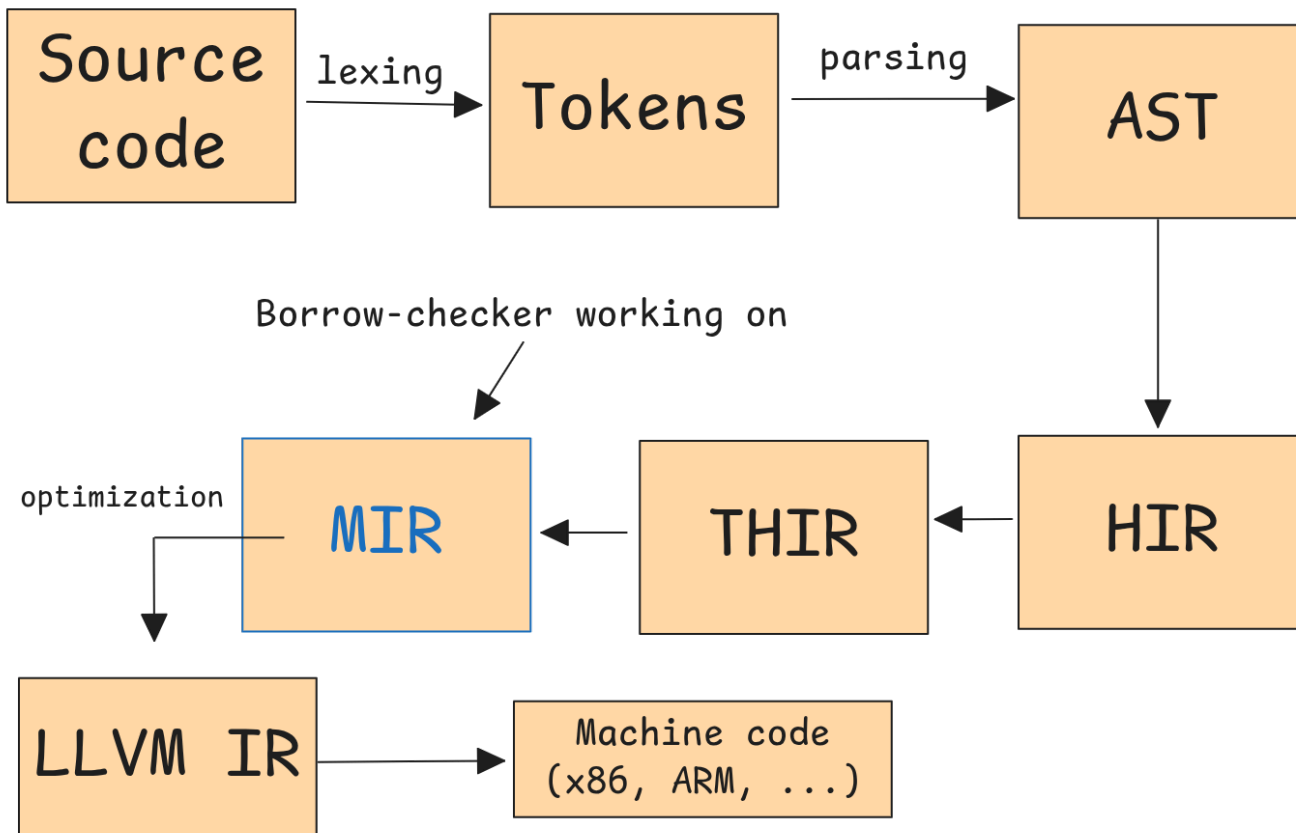 Source
code
lexing
Tokens
parsing
AST
Borrow-checker working on
HIR
THIR
MIR
optimization
LLVM IR
Machine code
(x86, ARM, ...)